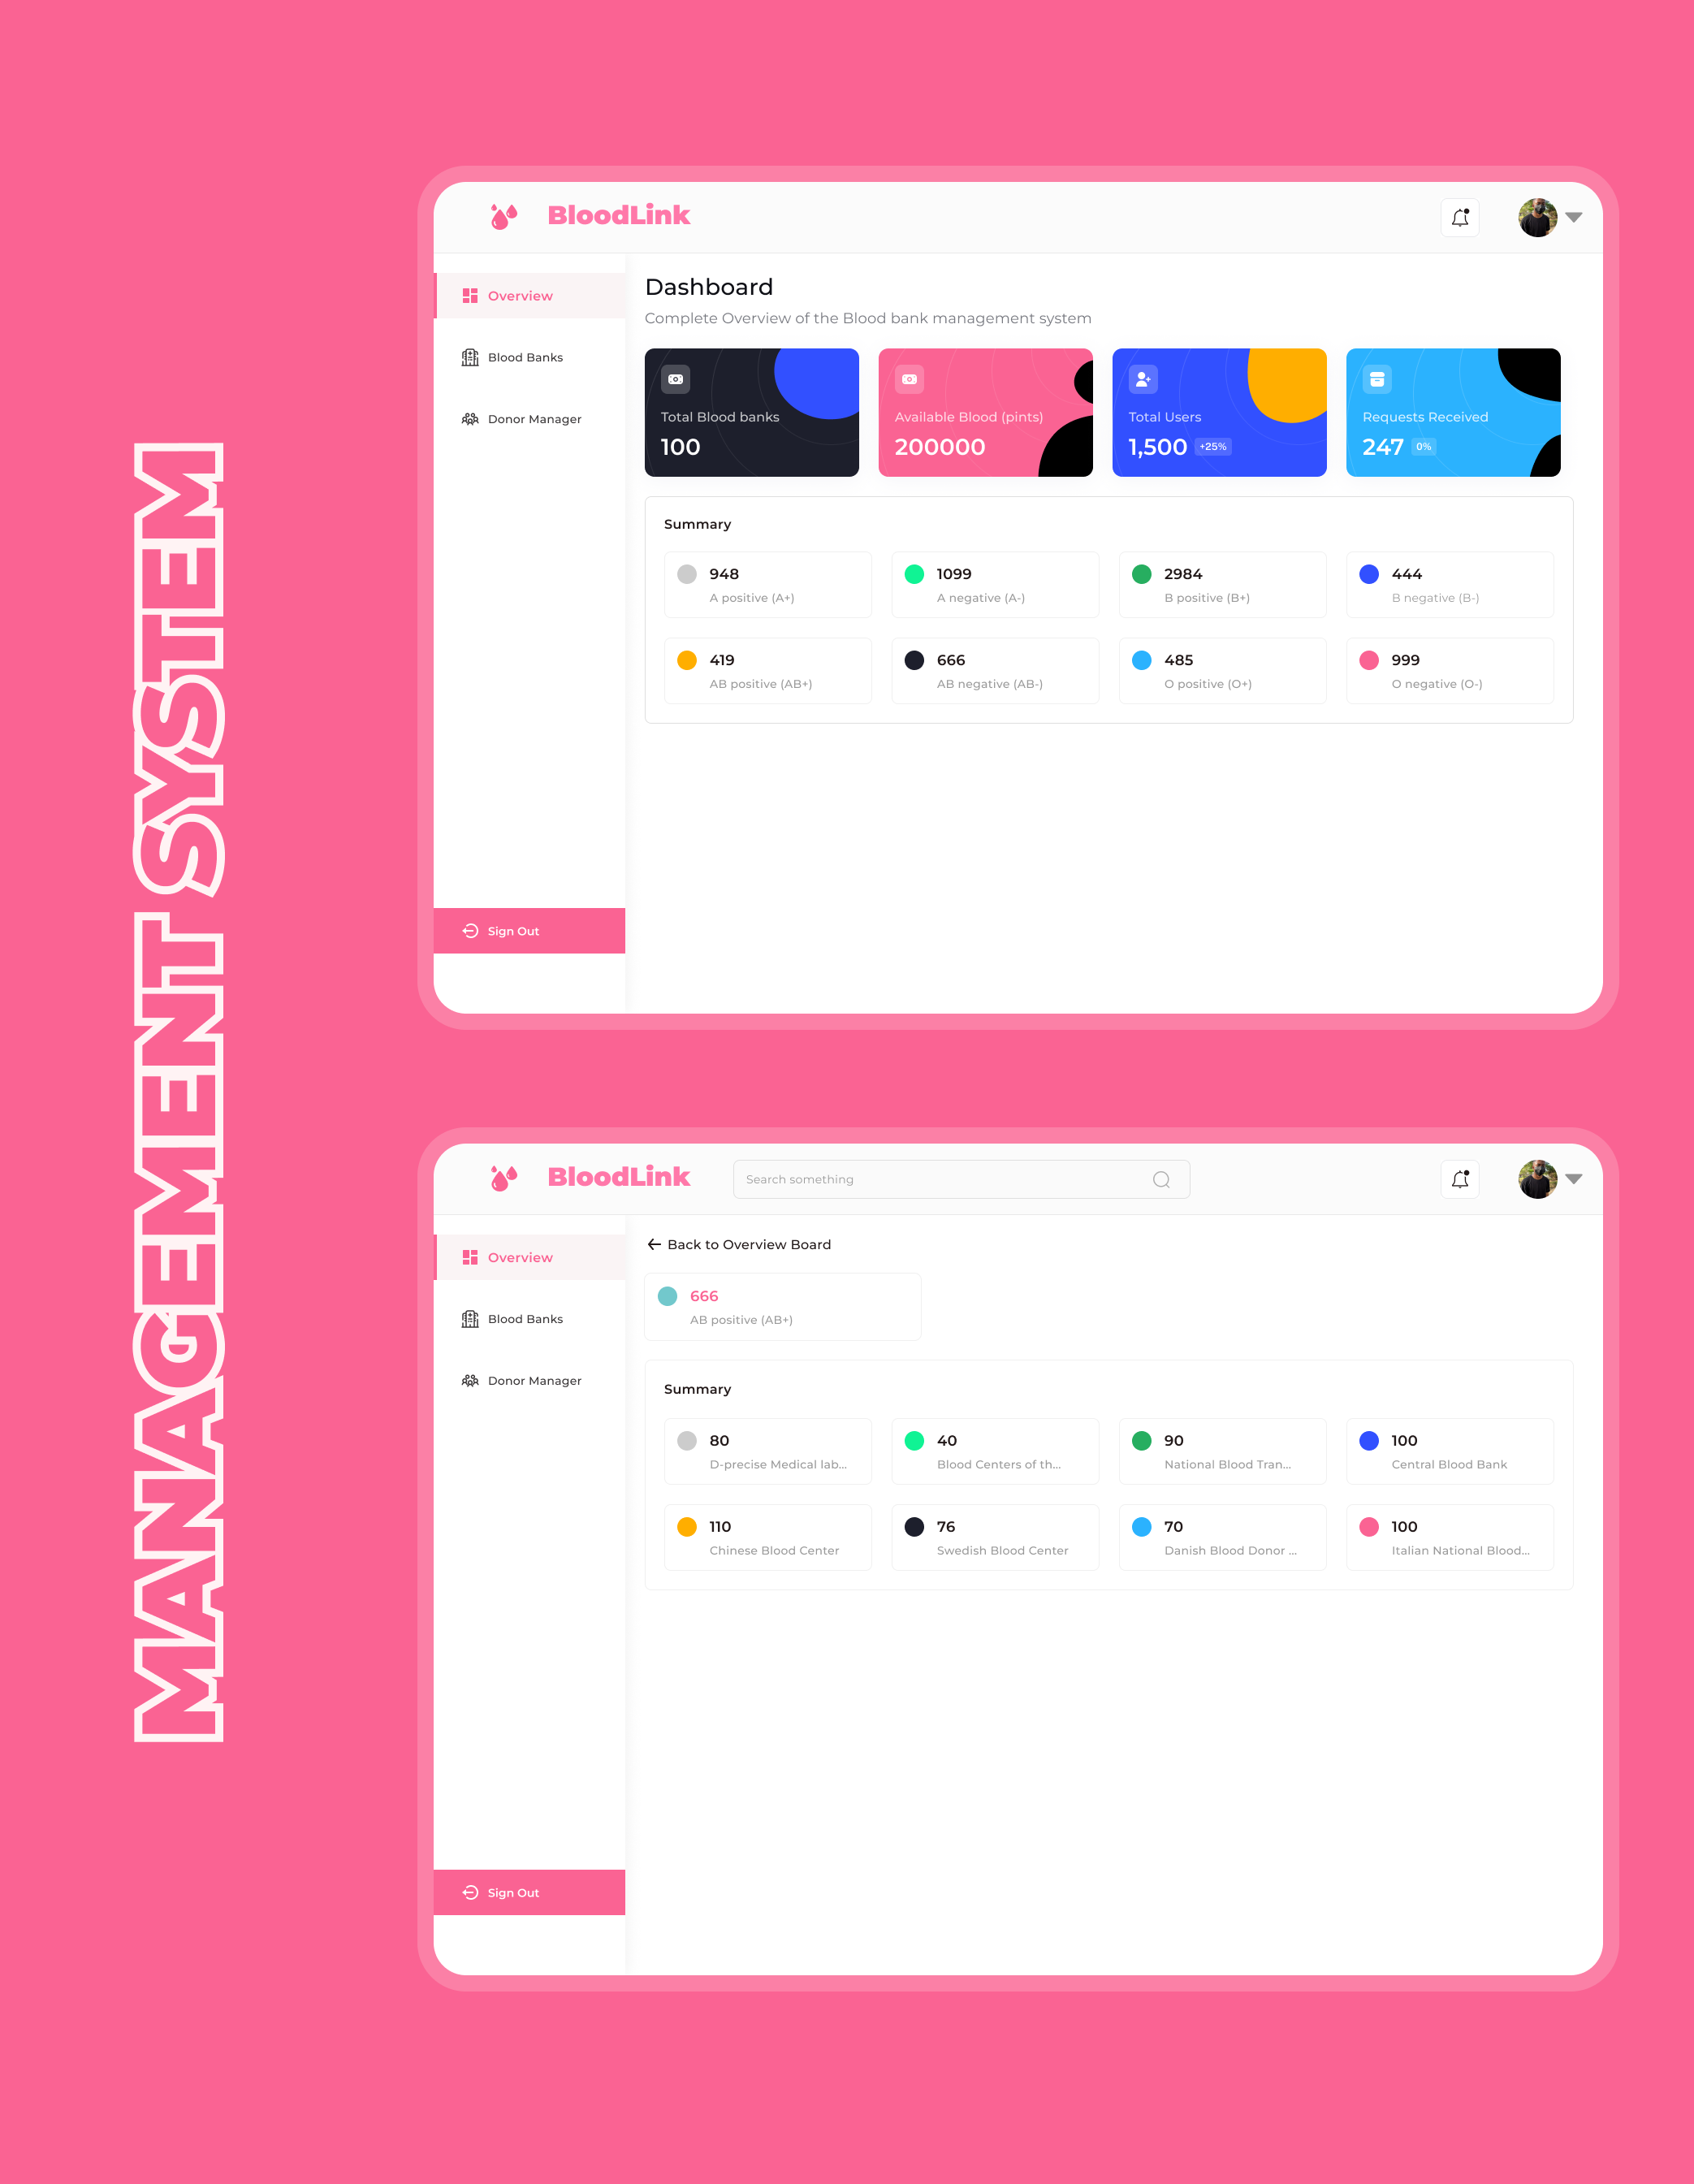 MANAGEMENT SYSTEM
BloodLink
Overview
Blood Banks
Donor Manager
Sign Out
Dashboard
Complete Overview of the Blood bank management system
Total Blood banks
100
Available Blood (pints)
200000
Total Users
1,500 +25%
Requests Received
247 0%
Summary
948
A positive (A+)
1099
A negative (A-)
2984
B positive (B+)
444
B negative (B-)
419
AB positive (AB+)
666
AB negative (AB-)
485
O positive (O+)
999
O negative (O-)
BloodLink
Search something
Overview
Blood Banks
Donor Manager
Sign Out
Back to Overview Board
666
AB positive (AB+)
Summary
80
D-precise Medical lab...
40
Blood Centers of th...
90
National Blood Tran...
100
Central Blood Bank
110
Chinese Blood Center
76
Swedish Blood Center
70
Danish Blood Donor ...
100
Italian National Blood...